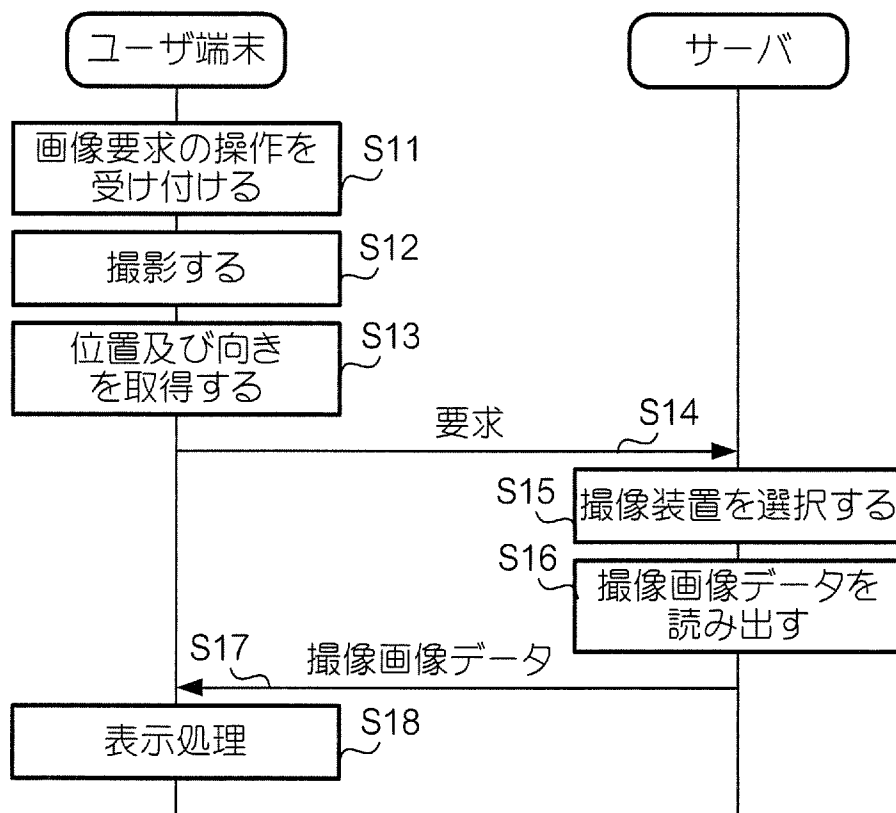 ユーザ端末
サーバ
画像要求の操作を
受け付ける
S11
撮影する
S12
位置及び向き
を取得する
S13
要求
S14
S15
撮像装置を選択する
S16
撮像画像データを
読み出す
S17
撮像画像データ
表示処理
S18